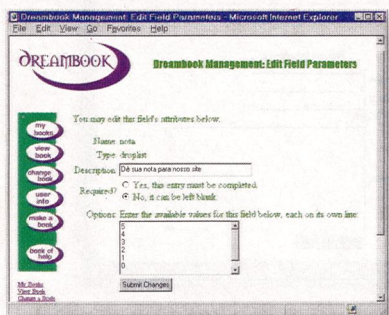 Dreambook Management: Edit Field Parameters - Microsoft Internet Explorer
File Edit View Go Favorites Help
DREAMBOOK
Dreambook Management: Edit Field Parameters
my books
view book
change book
user info
make a book
book of help
You may edit this field's attributes below.
Name: nota
Type: droplist
Description: Dê sua nota para nosso site
Required? Yes, this entry must be completed.
No, it can be left blank
Options: Enter the available values for this field below, each on its own line:
5
4
3
2
1
0
Submit Changes
My Books
View Book
Change a Book